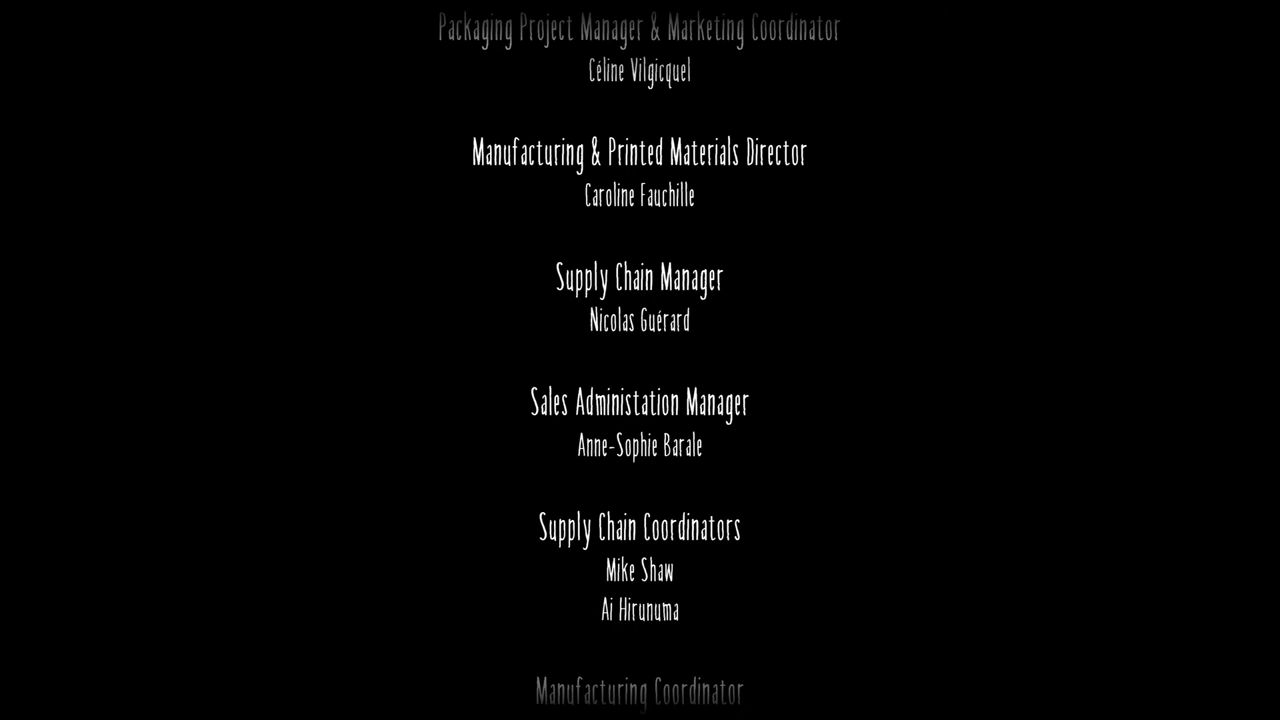 Packaging Project Manager & Marketing Coordinator
Céline Vilgicquel
Manufacturing & Printed Materials Director
Caroline Fauchille
Supply Chain Manager
Nicolas Guérard
Sales Administation Manager
Anne-Sophie Barale
Supply Chain Coordinators
Mike Shaw
Ai Hirunuma
Manufacturing Coordinator